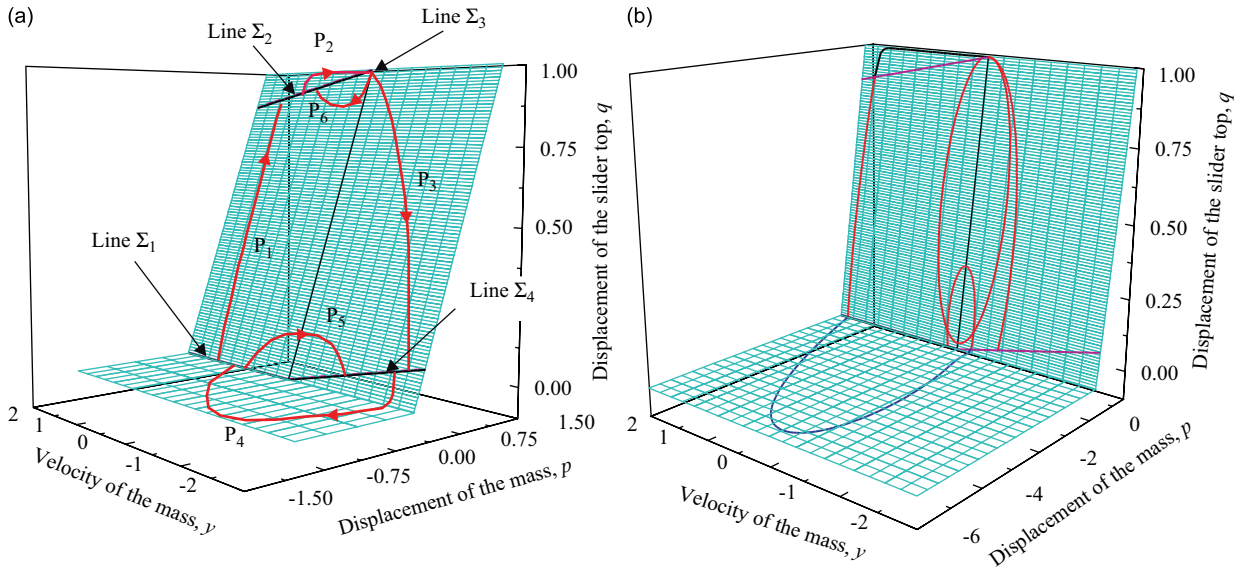 (a)
Line Σ2
P2
Line Σ3
P6
P3
P1
Line Σ1
Line Σ4
P5
P4
1.00
0.75
0.50
0.25
0.00
Displacement of the slider top, q
2
1
0
-1
-2
Velocity of the mass, y
-1.50
-0.75
0.00
0.75
1.50
Displacement of the mass, p
(b)
1.00
0.75
0.50
0.25
0.00
Displacement of the slider top, q
2
1
0
-1
-2
Velocity of the mass, y
-6
-4
-2
0
Displacement of the mass, p